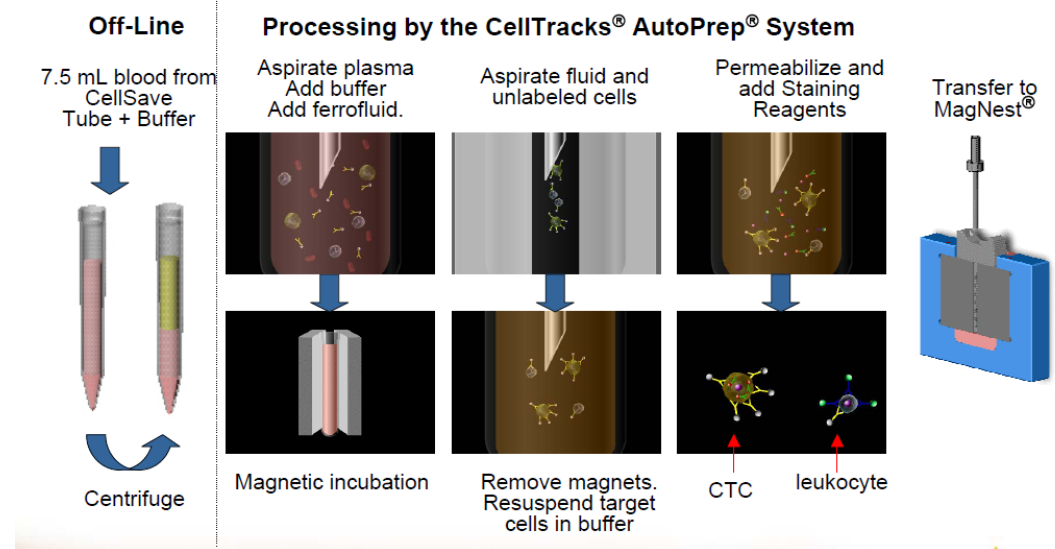 Off-Line
Processing by the CellTracks® AutoPrep® System
7.5 mL blood from
CellSave
Tube + Buffer
Centrifuge
Aspirate plasma
Add buffer
Add ferrofluid.
Magnetic incubation
Aspirate fluid and
unlabeled cells
Remove magnets.
Resuspend target
cells in buffer
Permeabilize and
add Staining
Reagents
CTC
leukocyte
Transfer to
MagNest®